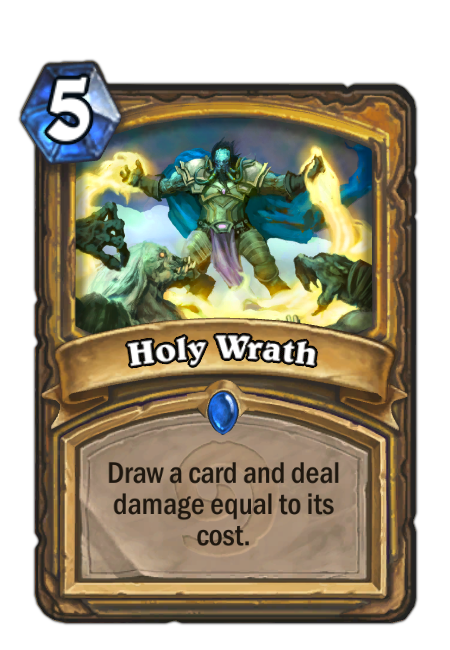 5
Holy Wrath
Draw a card and deal
damage equal to its
cost.